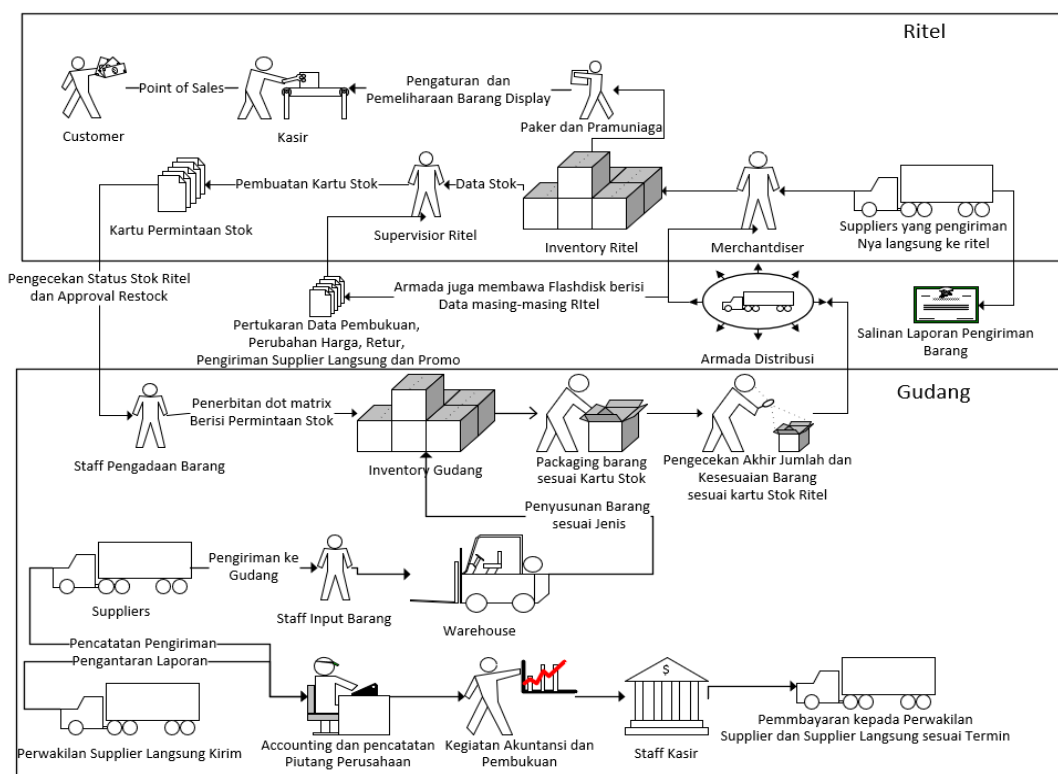 Ritel
Point of Sales
Pengaturan dan
Pemeliharaan Barang Display
Customer
Kasir
Paker dan Pramuniaga
Pembuatan Kartu Stok
Data Stok
Kartu Permintaan Stok
Supervisior Ritel
Inventory Ritel
Merchantdiser
Suppliers yang pengiriman
Nya langsung ke ritel
Pengecekan Status Stok Ritel
dan Approval Restock
Armada juga membawa Flashdisk berisi
Data masing-masing RItel
Pertukaran Data Pembukuan,
Perubahan Harga, Retur,
Pengiriman Supplier Langsung dan Promo
Armada Distribusi
Salinan Laporan Pengiriman
Barang
Gudang
Penerbitan dot matrix
Berisi Permintaan Stok
Staff Pengadaan Barang
Inventory Gudang
Packaging barang
sesuai Kartu Stok
Pengecekan Akhir Jumlah dan
Kesesuaian Barang
sesuai kartu Stok Ritel
Penyusunan Barang
sesuai Jenis
Pengiriman ke
Gudang
Suppliers
Staff Input Barang
Warehouse
Pencatatan Pengiriman
Pengantaran Laporan
$
Perwakilan Supplier Langsung Kirim
Accounting dan pencatatan
Piutang Perusahaan
Kegiatan Akuntansi dan
Pembukuan
Staff Kasir
Pemmbayaran kepada Perwakilan
Supplier dan Supplier Langsung sesuai Termin